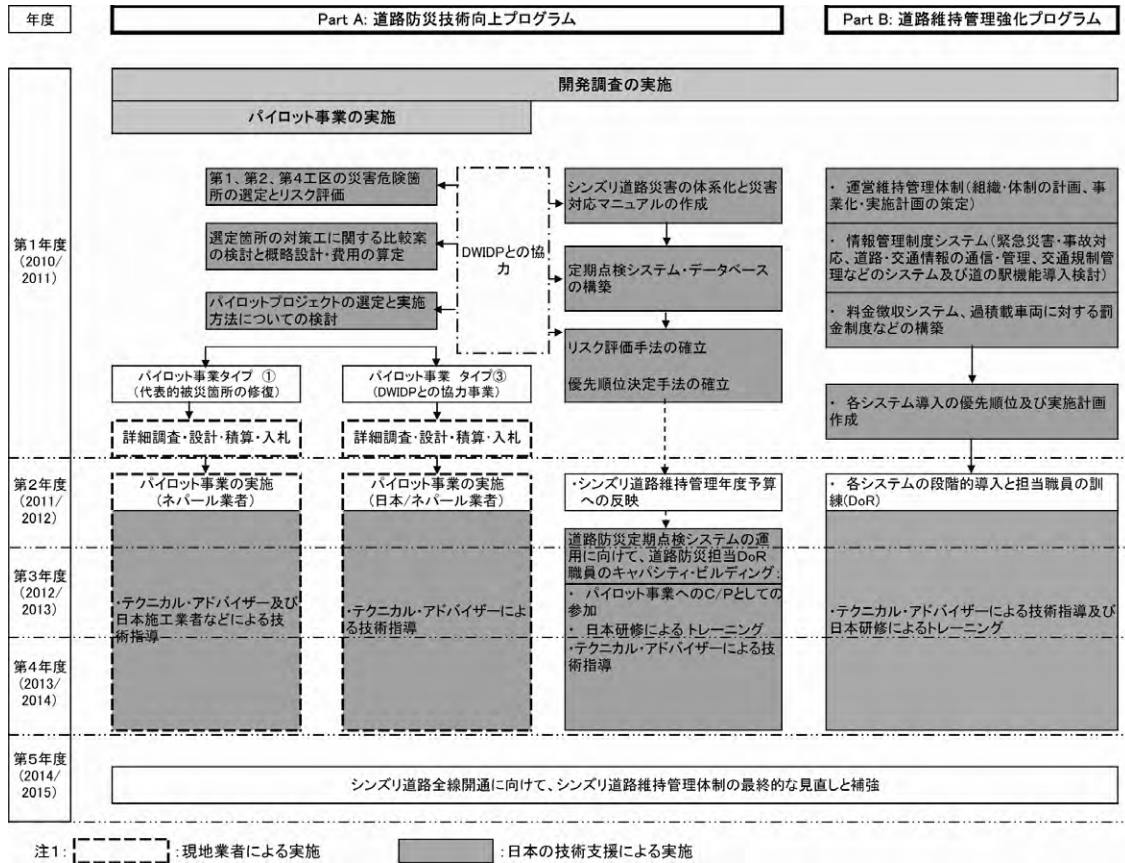 年度
Part A: 道路防災技術向上プログラム
Part B: 道路維持管理強化プログラム
第1年度
(2010/
2011)
開発調査の実施
パイロット事業の実施
第1、第2、第4工区の災害危険箇
所の選定とリスク評価
選定箇所の対策工に関する比較案
の検討と概略設計・費用の算定
パイロットプロジェクトの選定と実施
方法についての検討
DWIDPとの協
力
シンズリ道路災害の体系化と災害
対応マニュアルの作成
定期点検システム・データベース
の構築
リスク評価手法の確立
優先順位決定手法の確立
・ 運営維持管理体制(組織・体制の計画、事
業化・実施計画の策定)
・ 情報管理制度システム(緊急災害・事故対
応、道路・交通情報の通信・管理、交通規制管
理などのシステム及び道の駅機能導入検討)
・ 料金徴収システム、過積載車両に対する罰
金制度などの構築
・ 各システム導入の優先順位及び実施計画
作成
パイロット事業タイプ ①
(代表的被災箇所の修復)
パイロット事業 タイプ③
(DWIDPとの協力事業)
詳細調査・設計・積算・入札
詳細調査・設計・積算・入札
第2年度
(2011/
2012)
パイロット事業の実施
(ネパール業者)
パイロット事業の実施
(日本/ネパール業者)
・シンズリ道路維持管理年度予算
への反映
・ 各システムの段階的導入と担当職員の訓
練(DoR)
第3年度
(2012/
2013)
・テクニカル・アドバイザー及び
日本施工業者などによる技
術指導
・テクニカル・アドバイザーによ
る技術指導
道路防災定期点検システムの運
用に向けて、道路防災担当DoR
職員のキャパシティ・ビルディング:
・ パイロット事業へのC/Pとしての
参加
・ 日本研修による トレーニング
・テクニカル・アドバイザーによる技
術指導
・テクニカル・アドバイザーによる技術指導及び
日本研修によるトレーニング
第4年度
(2013/
2014)
第5年度
(2014/
2015)
シンズリ道路全線開通に向けて、シンズリ道路維持管理体制の最終的な見直しと補強
注1:
:現地業者による実施
:日本の技術支援による実施